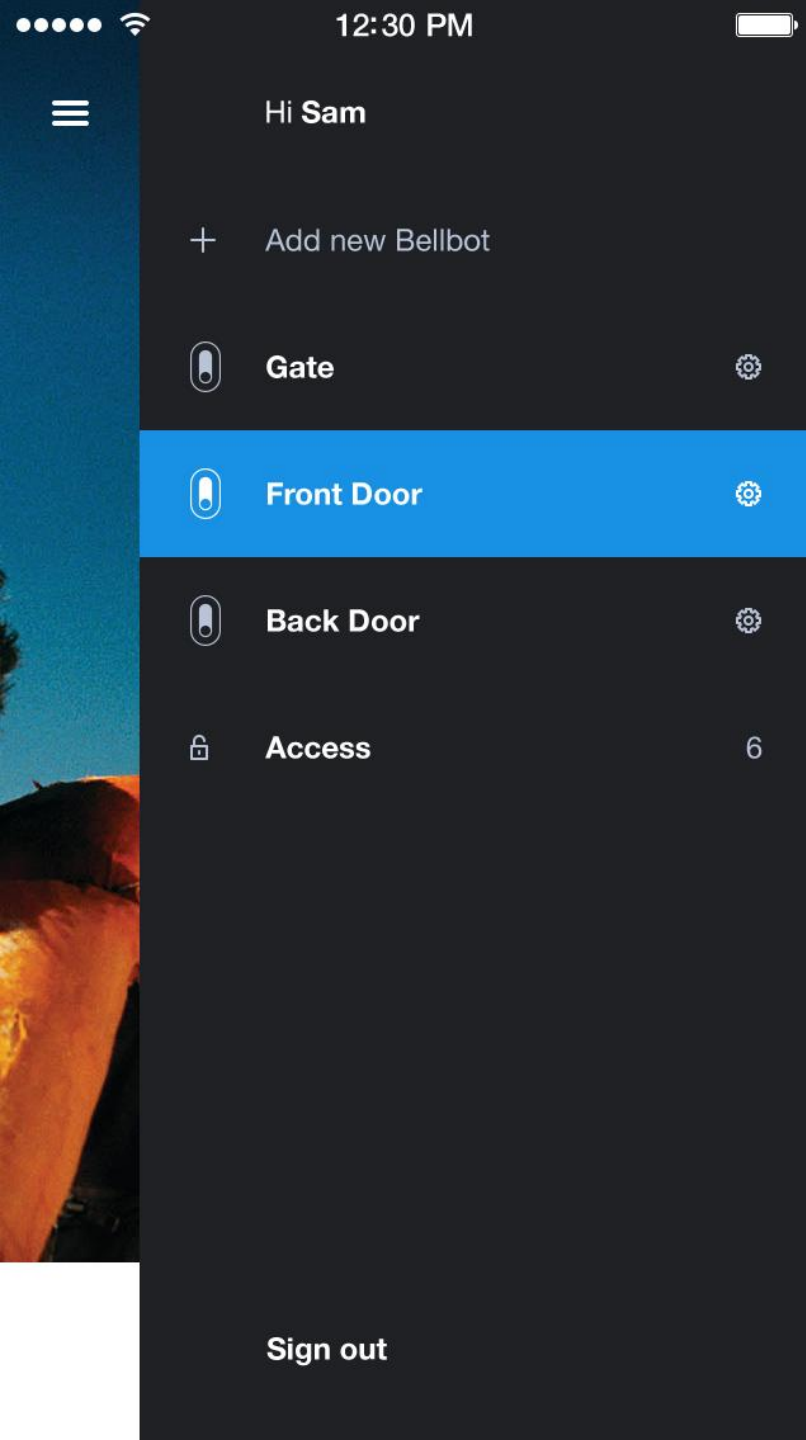 12:30 PM
Hi Sam
Add new Bellbot
Gate
Front Door
Back Door
Access 6
Sign out